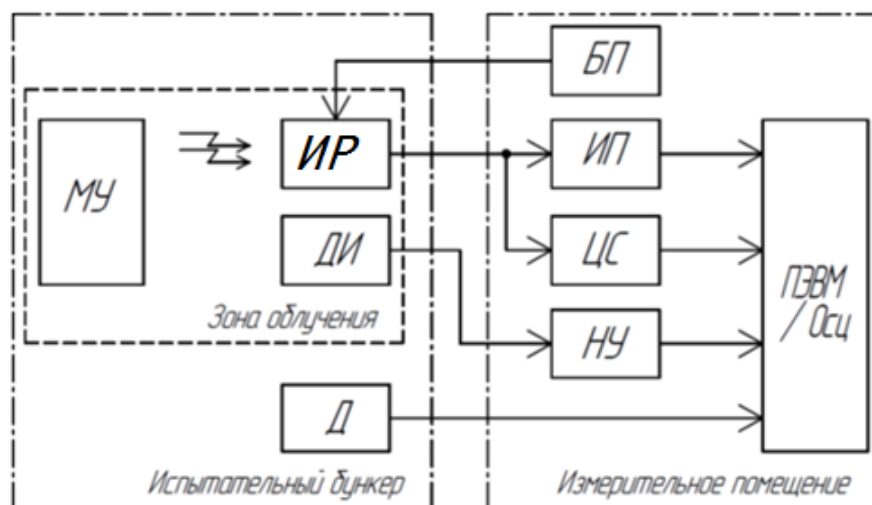 БП
МУ
ИР
ИП
ДИ
ЦС
ПЭВМ
/ Осц
Зона облучения
НУ
Д
Испытательный бункер
Измерительное помещение